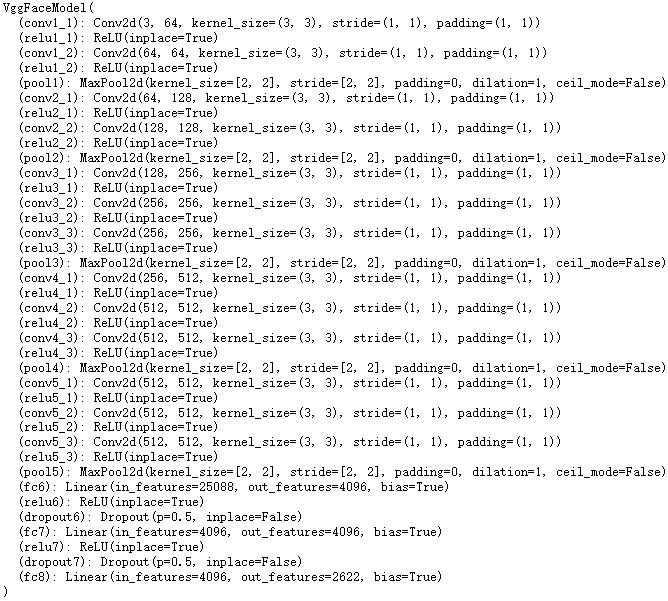 VggFaceModel(
  (conv1_1): Conv2d(3, 64, kernel_size=(3, 3), stride=(1, 1), padding=(1, 1))
  (relu1_1): ReLU(inplace=True)
  (conv1_2): Conv2d(64, 64, kernel_size=(3, 3), stride=(1, 1), padding=(1, 1))
  (relu1_2): ReLU(inplace=True)
  (pool1): MaxPool2d(kernel_size=[2, 2], stride=[2, 2], padding=0, dilation=1, ceil_mode=False)
  (conv2_1): Conv2d(64, 128, kernel_size=(3, 3), stride=(1, 1), padding=(1, 1))
  (relu2_1): ReLU(inplace=True)
  (conv2_2): Conv2d(128, 128, kernel_size=(3, 3), stride=(1, 1), padding=(1, 1))
  (relu2_2): ReLU(inplace=True)
  (pool2): MaxPool2d(kernel_size=[2, 2], stride=[2, 2], padding=0, dilation=1, ceil_mode=False)
  (conv3_1): Conv2d(128, 256, kernel_size=(3, 3), stride=(1, 1), padding=(1, 1))
  (relu3_1): ReLU(inplace=True)
  (conv3_2): Conv2d(256, 256, kernel_size=(3, 3), stride=(1, 1), padding=(1, 1))
  (relu3_2): ReLU(inplace=True)
  (conv3_3): Conv2d(256, 256, kernel_size=(3, 3), stride=(1, 1), padding=(1, 1))
  (relu3_3): ReLU(inplace=True)
  (pool3): MaxPool2d(kernel_size=[2, 2], stride=[2, 2], padding=0, dilation=1, ceil_mode=False)
  (conv4_1): Conv2d(256, 512, kernel_size=(3, 3), stride=(1, 1), padding=(1, 1))
  (relu4_1): ReLU(inplace=True)
  (conv4_2): Conv2d(512, 512, kernel_size=(3, 3), stride=(1, 1), padding=(1, 1))
  (relu4_2): ReLU(inplace=True)
  (conv4_3): Conv2d(512, 512, kernel_size=(3, 3), stride=(1, 1), padding=(1, 1))
  (relu4_3): ReLU(inplace=True)
  (pool4): MaxPool2d(kernel_size=[2, 2], stride=[2, 2], padding=0, dilation=1, ceil_mode=False)
  (conv5_1): Conv2d(512, 512, kernel_size=(3, 3), stride=(1, 1), padding=(1, 1))
  (relu5_1): ReLU(inplace=True)
  (conv5_2): Conv2d(512, 512, kernel_size=(3, 3), stride=(1, 1), padding=(1, 1))
  (relu5_2): ReLU(inplace=True)
  (conv5_3): Conv2d(512, 512, kernel_size=(3, 3), stride=(1, 1), padding=(1, 1))
  (relu5_3): ReLU(inplace=True)
  (pool5): MaxPool2d(kernel_size=[2, 2], stride=[2, 2], padding=0, dilation=1, ceil_mode=False)
  (fc6): Linear(in_features=25088, out_features=4096, bias=True)
  (relu6): ReLU(inplace=True)
  (dropout6): Dropout(p=0.5, inplace=False)
  (fc7): Linear(in_features=4096, out_features=4096, bias=True)
  (relu7): ReLU(inplace=True)
  (dropout7): Dropout(p=0.5, inplace=False)
  (fc8): Linear(in_features=4096, out_features=2622, bias=True)
)